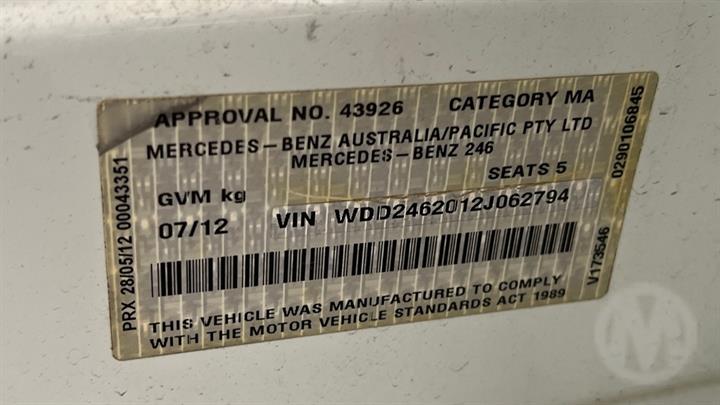 APPROVAL NO. 43926 CATEGORY MA
MERCEDES-BENZ AUSTRALIA/PACIFIC PTY LTD
MERCEDES-BENZ 246
SEATS 5
GVM kg
07/12 VIN WDD2462012J062794
THIS VEHICLE WAS MANUFACTURED TO COMPLY
WITH THE MOTOR VEHICLE STANDARDS ACT 1989
PRX 28/05/12 00043351
0290106845
V173546
M